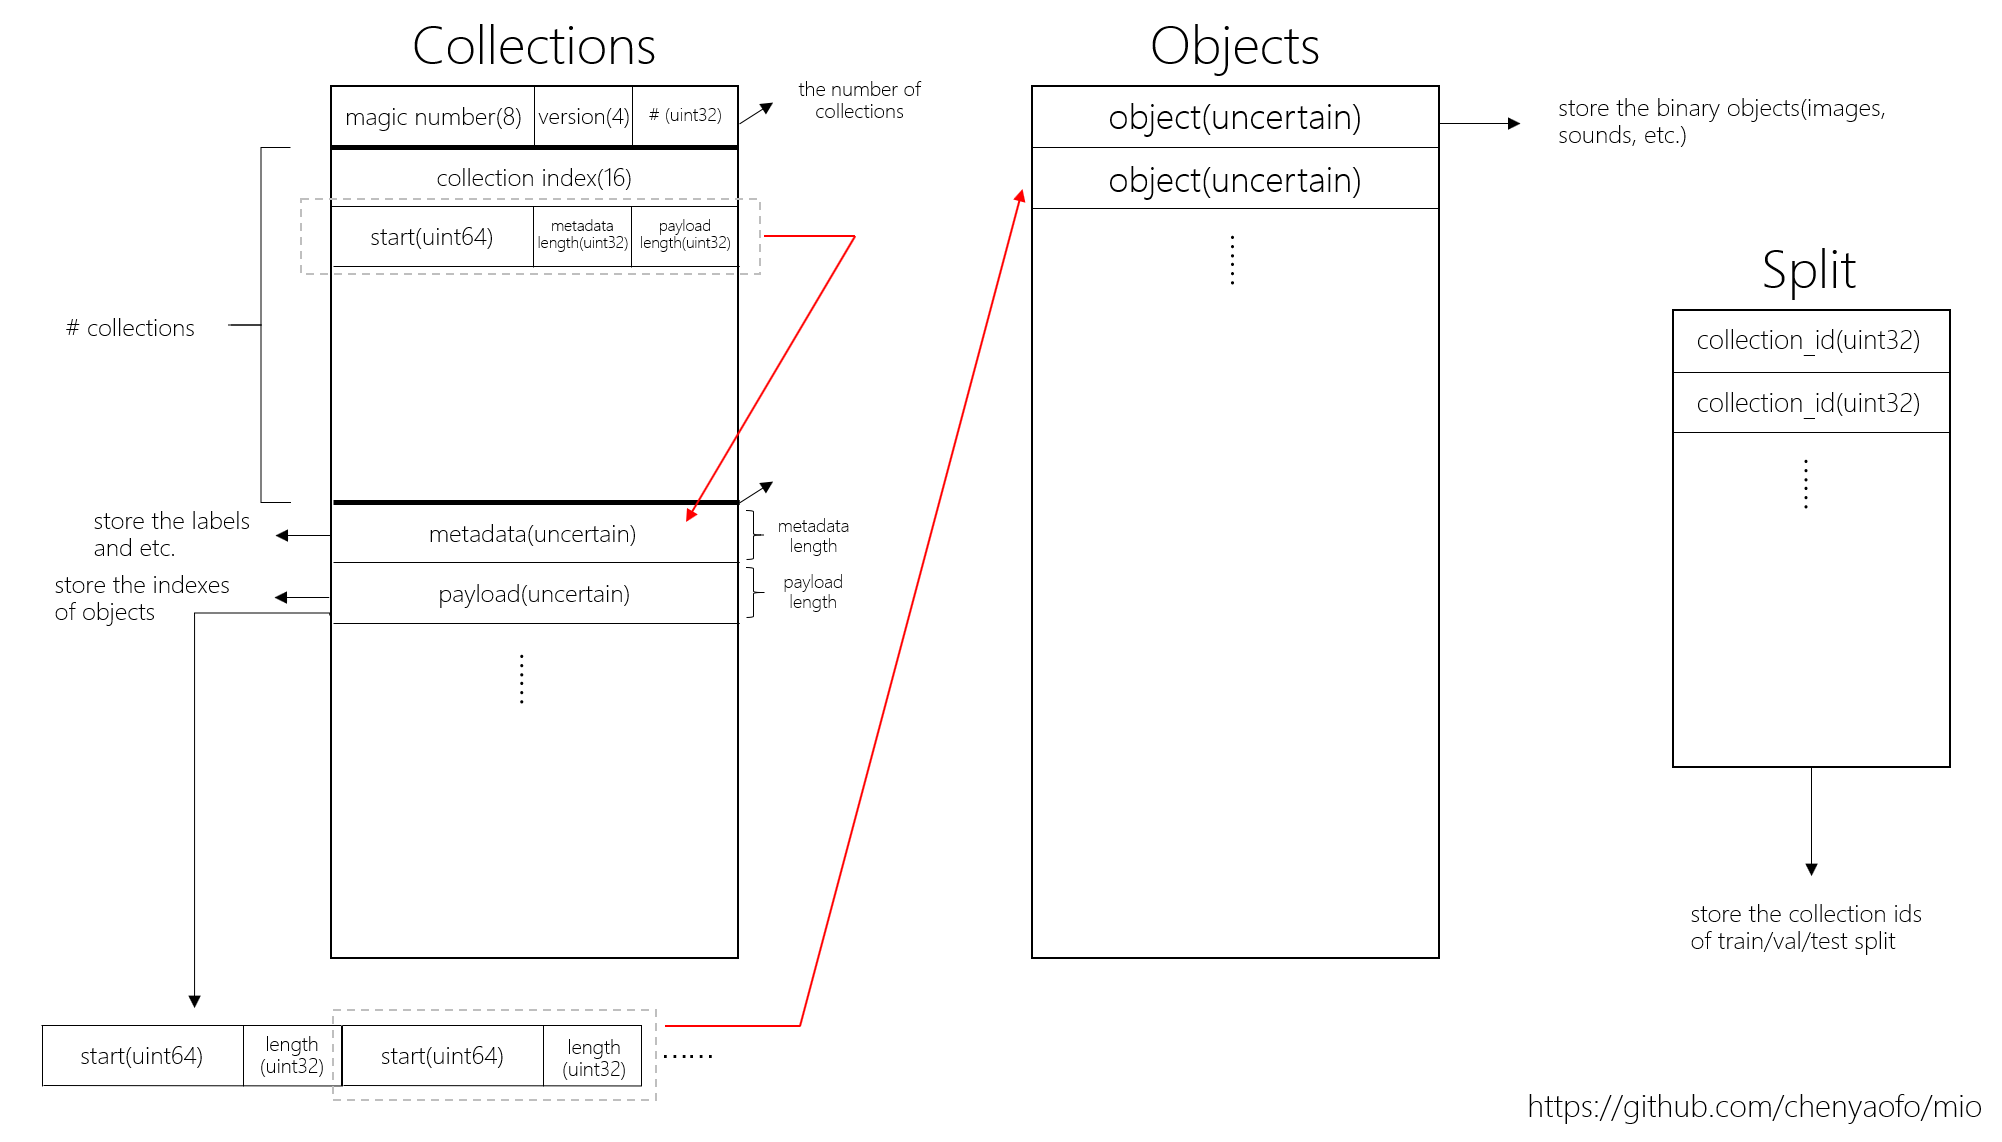 Collections
magic number(8)
version(4)
# (uint32)
the number of
collections
collection index(16)
start(uint64)
metadata
length(uint32)
payload
length(uint32)
# collections
store the labels
and etc.
metadata(uncertain)
metadata
length
store the indexes
of objects
payload(uncertain)
payload
length
start(uint64)
length
(uint32)
start(uint64)
length
(uint32)
......
Objects
object(uncertain)
store the binary objects(images,
sounds, etc.)
object(uncertain)
Split
collection_id(uint32)
collection_id(uint32)
store the collection ids
of train/val/test split
https://github.com/chenyaofo/mio